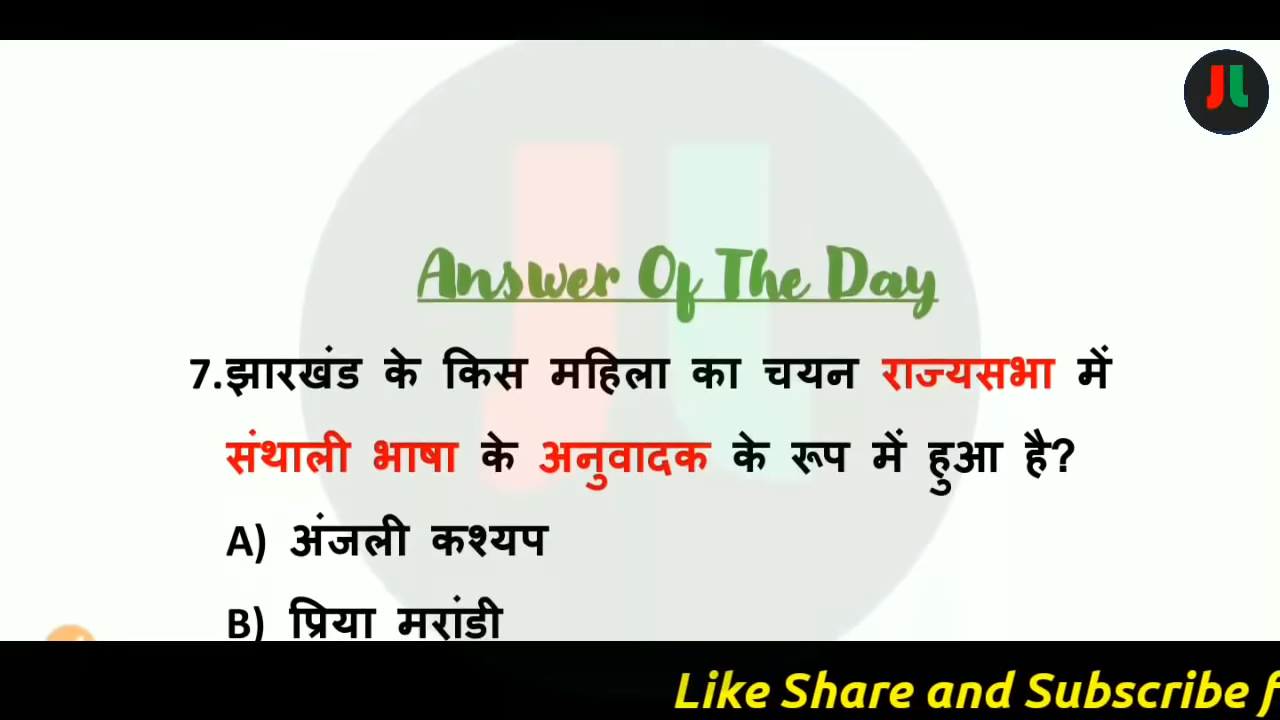 JL
Answer Of The Day
7.झारखंड के किस महिला का चयन राज्यसभा में
संथाली भाषा के अनुवादक के रूप में हुआ है?
A) अंजली कश्यप
B) प्रिया मरांडी
Like Share and Subscribe f